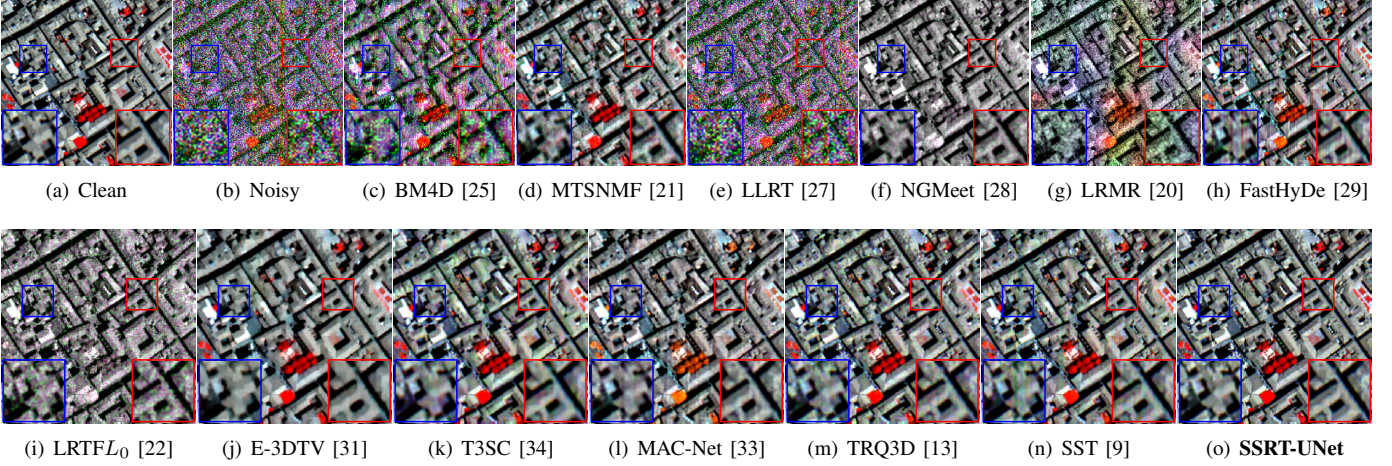 (a) Clean (b) Noisy (c) BM4D [25] (d) MTSNMF [21] (e) LLRT [27] (f) NGMeet [28] (g) LRMR [20] (h) FastHyDe [29]
(i) LRTFL0 [22] (j) E-3DTV [31] (k) T3SC [34] (l) MAC-Net [33] (m) TRQ3D [13] (n) SST [9] (o) SSRT-UNet